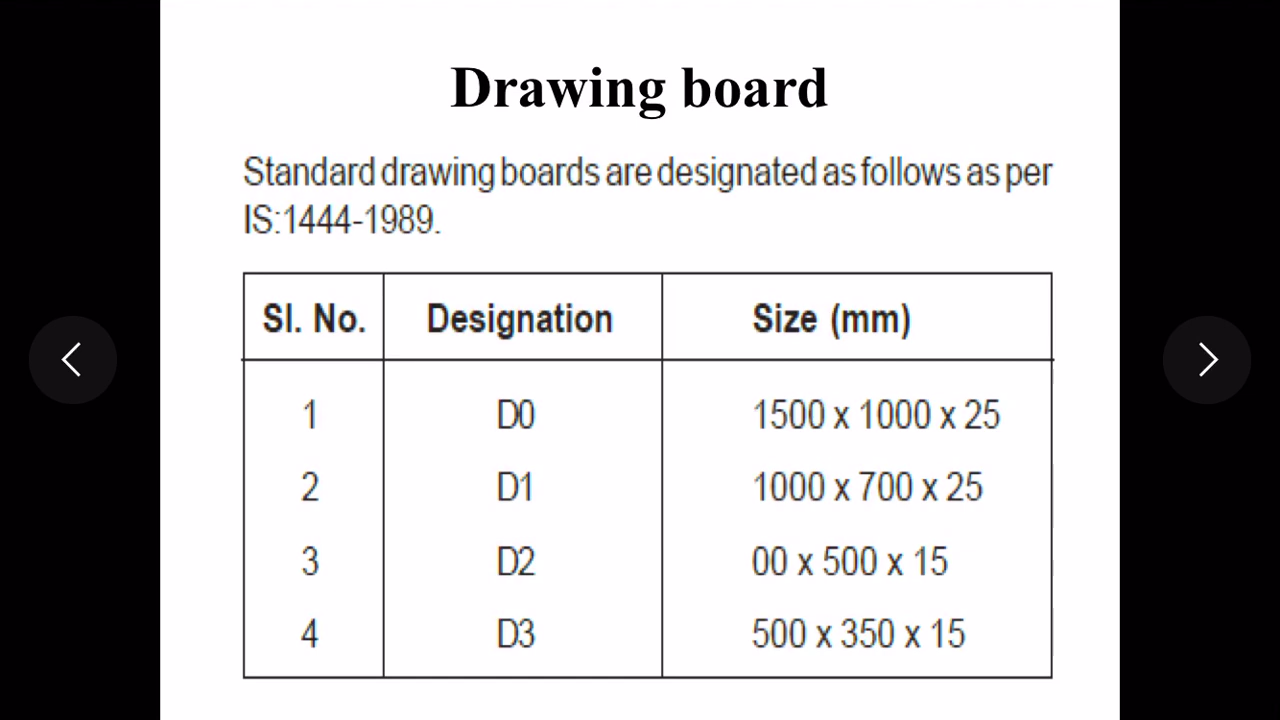 Drawing board
Standard drawing boards are designated as follows as per
IS:1444-1989.
Sl. No. Designation Size (mm)
1 D0 1500 x 1000 x 25
2 D1 1000 x 700 x 25
3 D2 00 x 500 x 15
4 D3 500 x 350 x 15